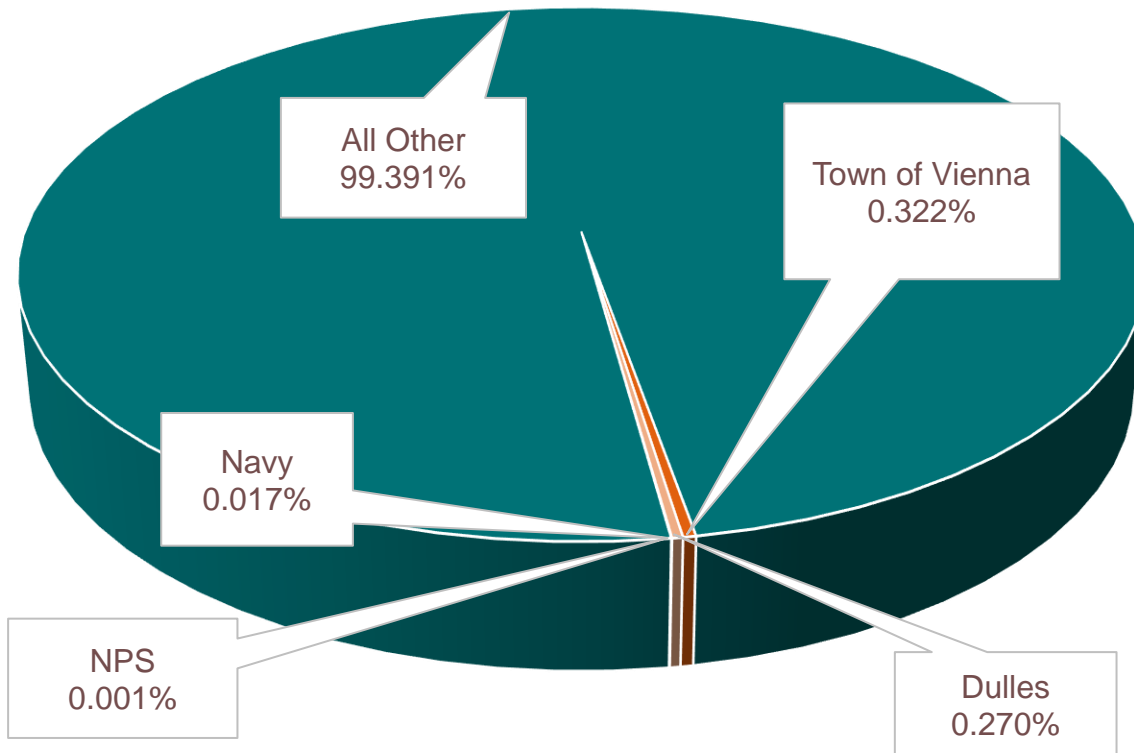 All Other
99.391%
Town of Vienna
0.322%
Navy
0.017%
NPS
0.001%
Dulles
0.270%